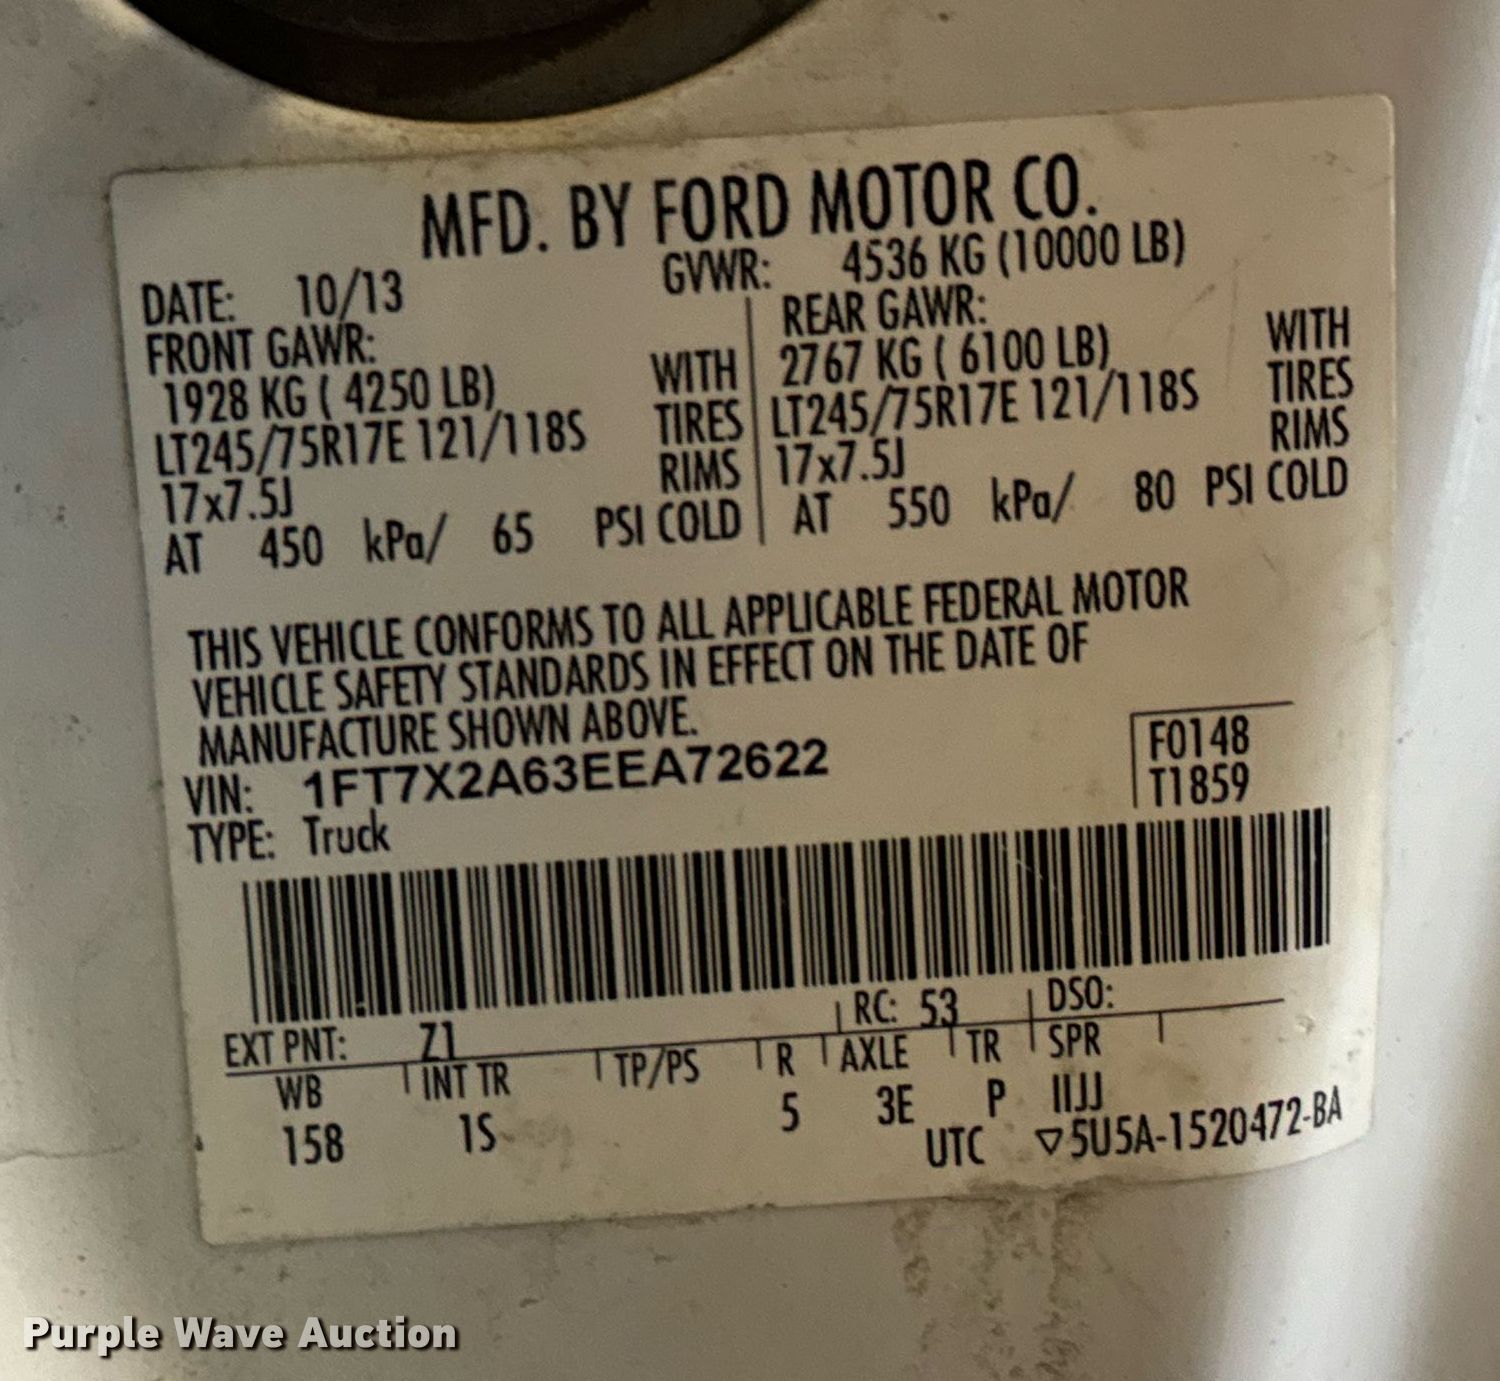 MFD. BY FORD MOTOR CO.
DATE: 10/13 GVWR: 4536 KG (10000 LB)
FRONT GAWR: REAR GAWR:
1928 KG ( 4250 LB) WITH 2767 KG ( 6100 LB) WITH
LT245/75R17E 121/118S TIRES LT245/75R17E 121/118S TIRES
17x7.5J RIMS 17x7.5J RIMS
AT 450 kPa/ 65 PSI COLD AT 550 kPa/ 80 PSI COLD
THIS VEHICLE CONFORMS TO ALL APPLICABLE FEDERAL MOTOR
VEHICLE SAFETY STANDARDS IN EFFECT ON THE DATE OF
MANUFACTURE SHOWN ABOVE.
VIN: 1FT7X2A63EEA72622 F0148
TYPE: Truck T1859
EXT PNT: Z1 RC: 53 DSO:
WB INT TR TP/PS R AXLE TR SPR
158 1S 5 3E P IIJJ
UTC ▽5U5A-1520472-BA
Purple Wave Auction